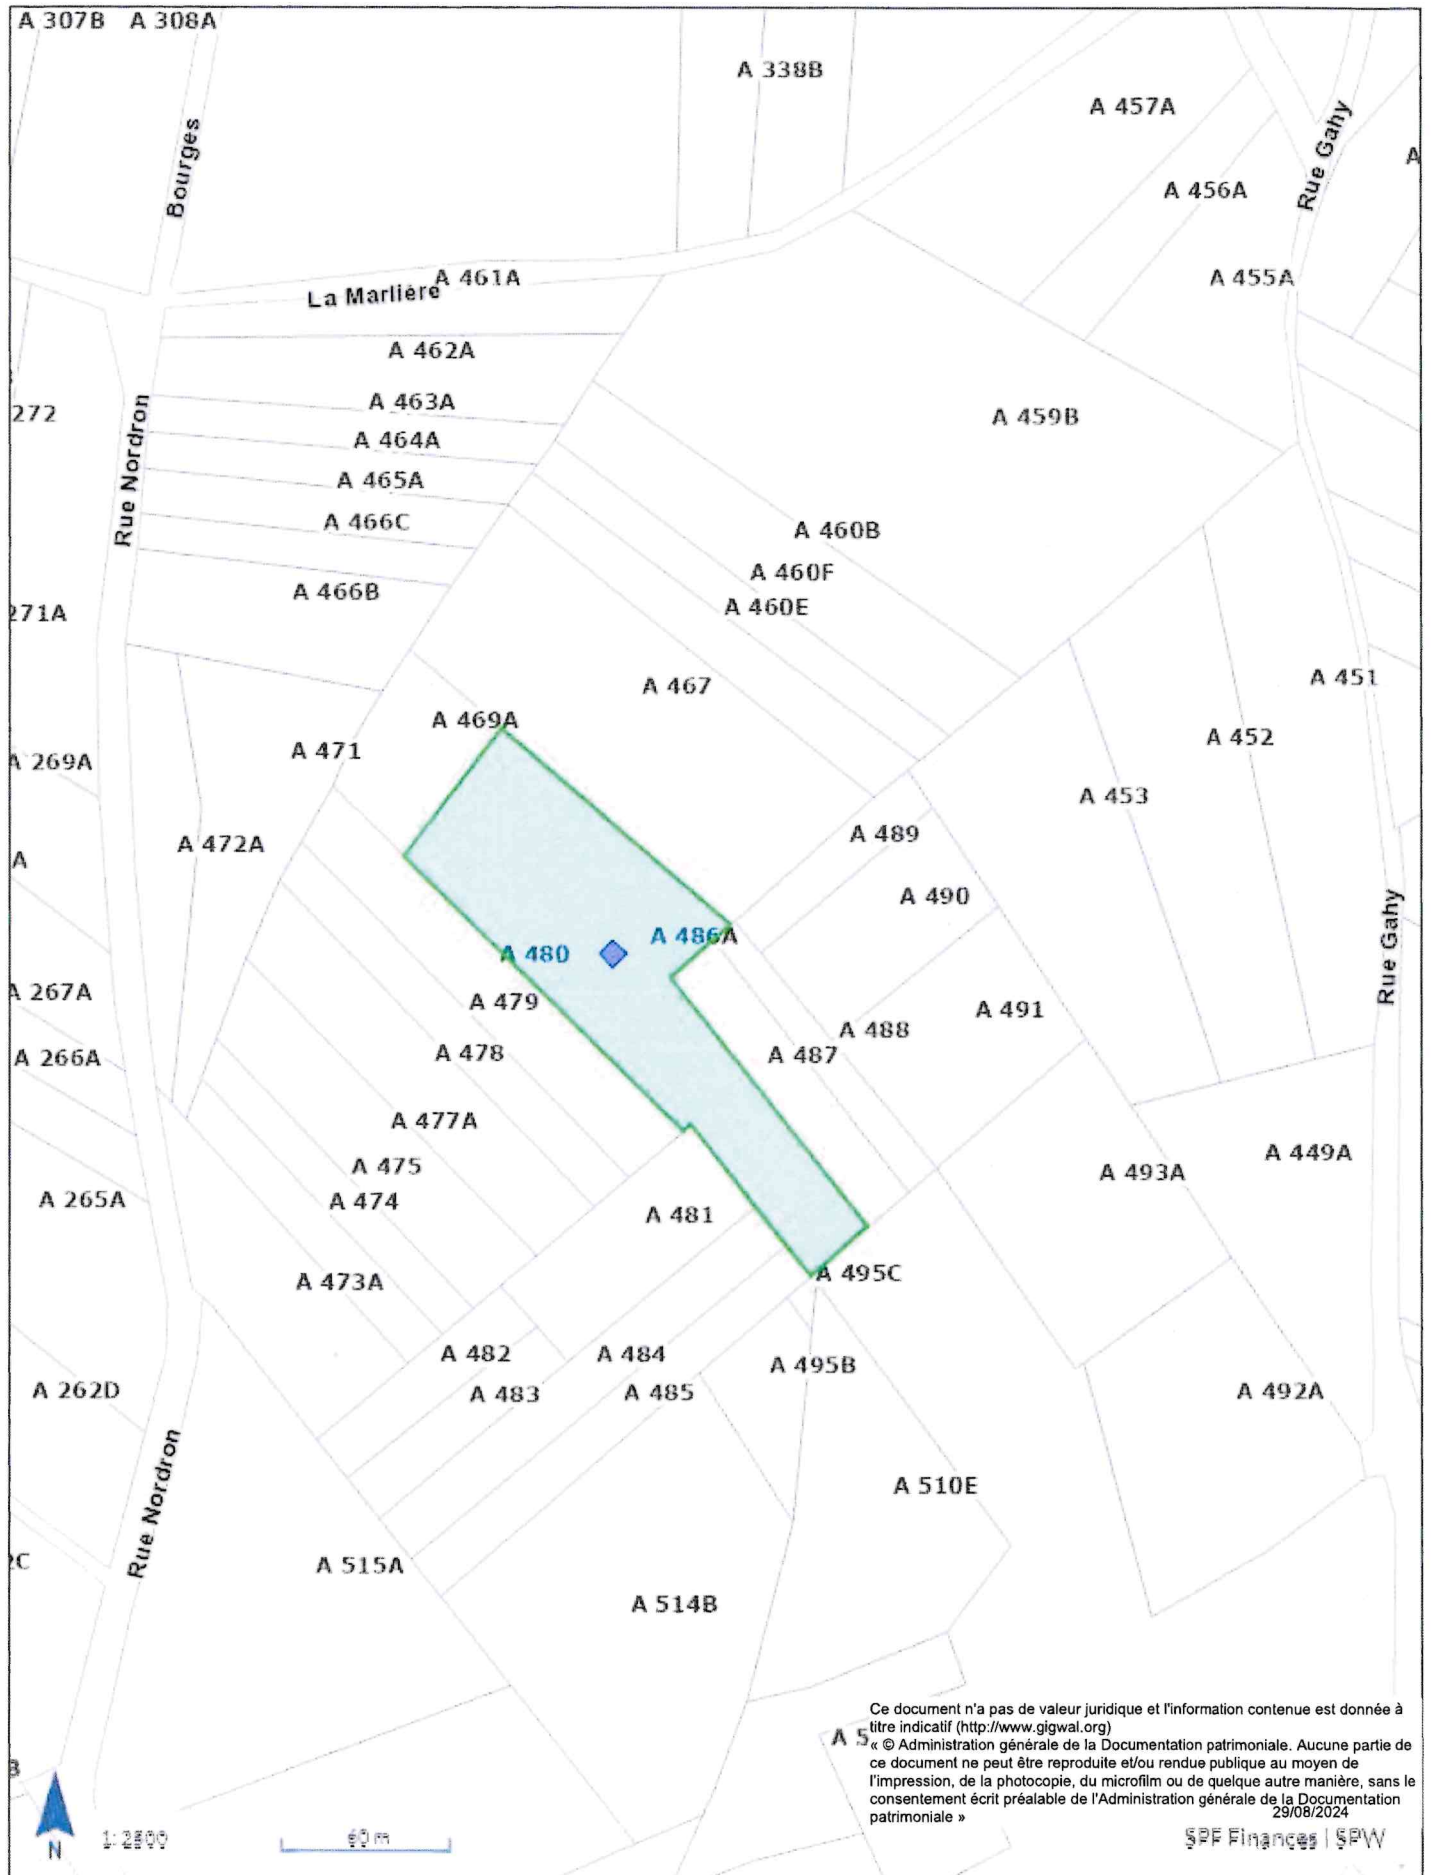 A 307B A 308A
A 338B
A 457A
Rue Gahy
Bourges
A
A 456A
La Marlière
A 461A
A 455A
A 462A
Rue Nordron
A 463A
272
A 459B
A 464A
A 465A
A 466C
A 460B
A 460F
A 466B
A 460E
271A
A 467
A 451
A 469A
A 471
A 452
A 269A
A 453
A 472A
A 489
A
A 490
A 486A
A 480
Rue Gahy
A 267A
A 479
A 491
A 488
A 266A
A 478
A 487
A 477A
A 475
A 449A
A 493A
A 265A
A 474
A 481
A 473A
A 495C
A 482
A 484
A 495B
A 262D
A 483
A 485
A 492A
Rue Nordron
A 510E
A 515A
A 514B
A 5
Ce document n'a pas de valeur juridique et l'information contenue est donnée à
titre indicatif (http://www.gigwal.org)
« © Administration générale de la Documentation patrimoniale. Aucune partie de
ce document ne peut être reproduite et/ou rendue publique au moyen de
l'impression, de la photocopie, du microfilm ou de quelque autre manière, sans le
consentement écrit préalable de l'Administration générale de la Documentation
patrimoniale »
29/08/2024
N
60 m
SPF Finances | SPW